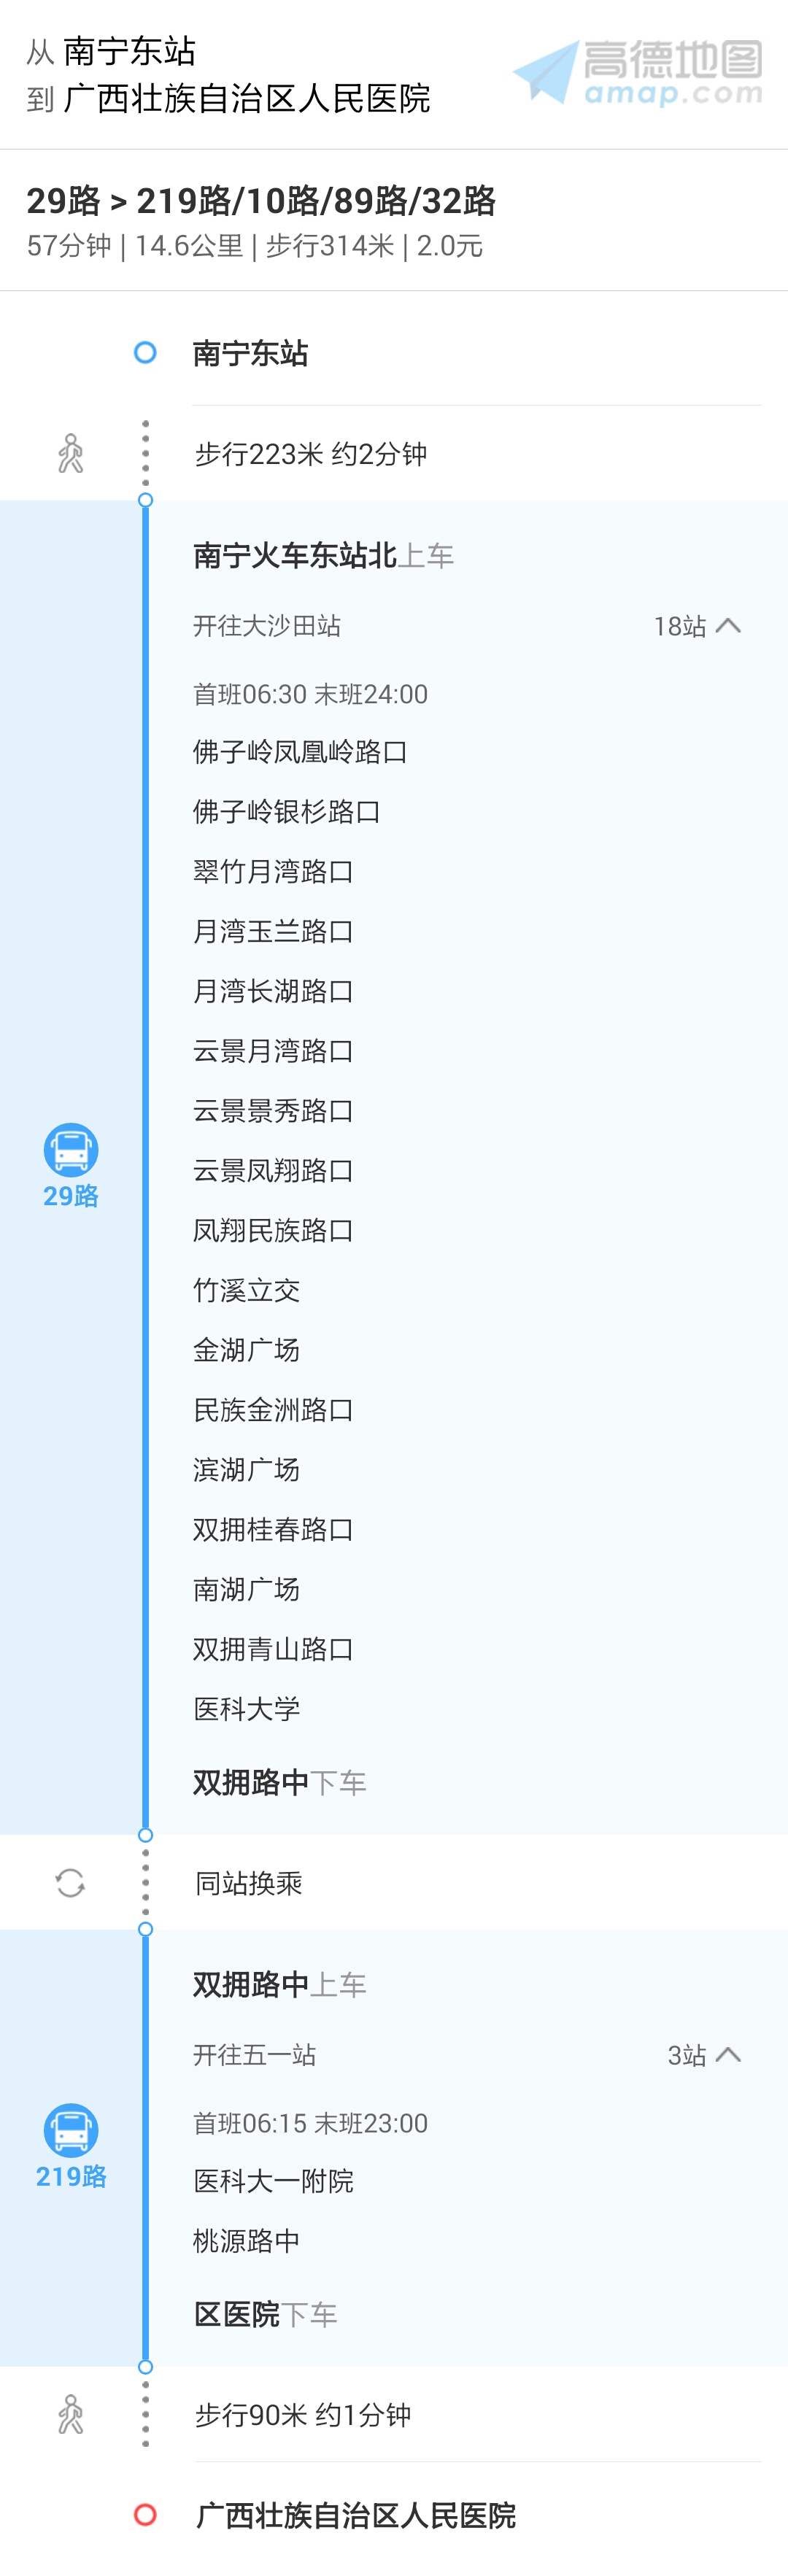 从 南宁东站
到 广西壮族自治区人民医院
高德地图
amap.com
29路 > 219路/10路/89路/32路
57分钟 | 14.6公里 | 步行314米 | 2.0元
南宁东站
步行223米 约2分钟
南宁火车东站北上车
开往大沙田站 18站
首班06:30 末班24:00
佛子岭凤凰岭路口
佛子岭银杉路口
翠竹月湾路口
月湾玉兰路口
月湾长湖路口
云景月湾路口
云景景秀路口
云景凤翔路口
29路
凤翔民族路口
竹溪立交
金湖广场
民族金洲路口
滨湖广场
双拥桂春路口
南湖广场
双拥青山路口
医科大学
双拥路中下车
同站换乘
双拥路中上车
开往五一站 3站
首班06:15 末班23:00
219路
医科大一附院
桃源路中
区医院下车
步行90米 约1分钟
广西壮族自治区人民医院